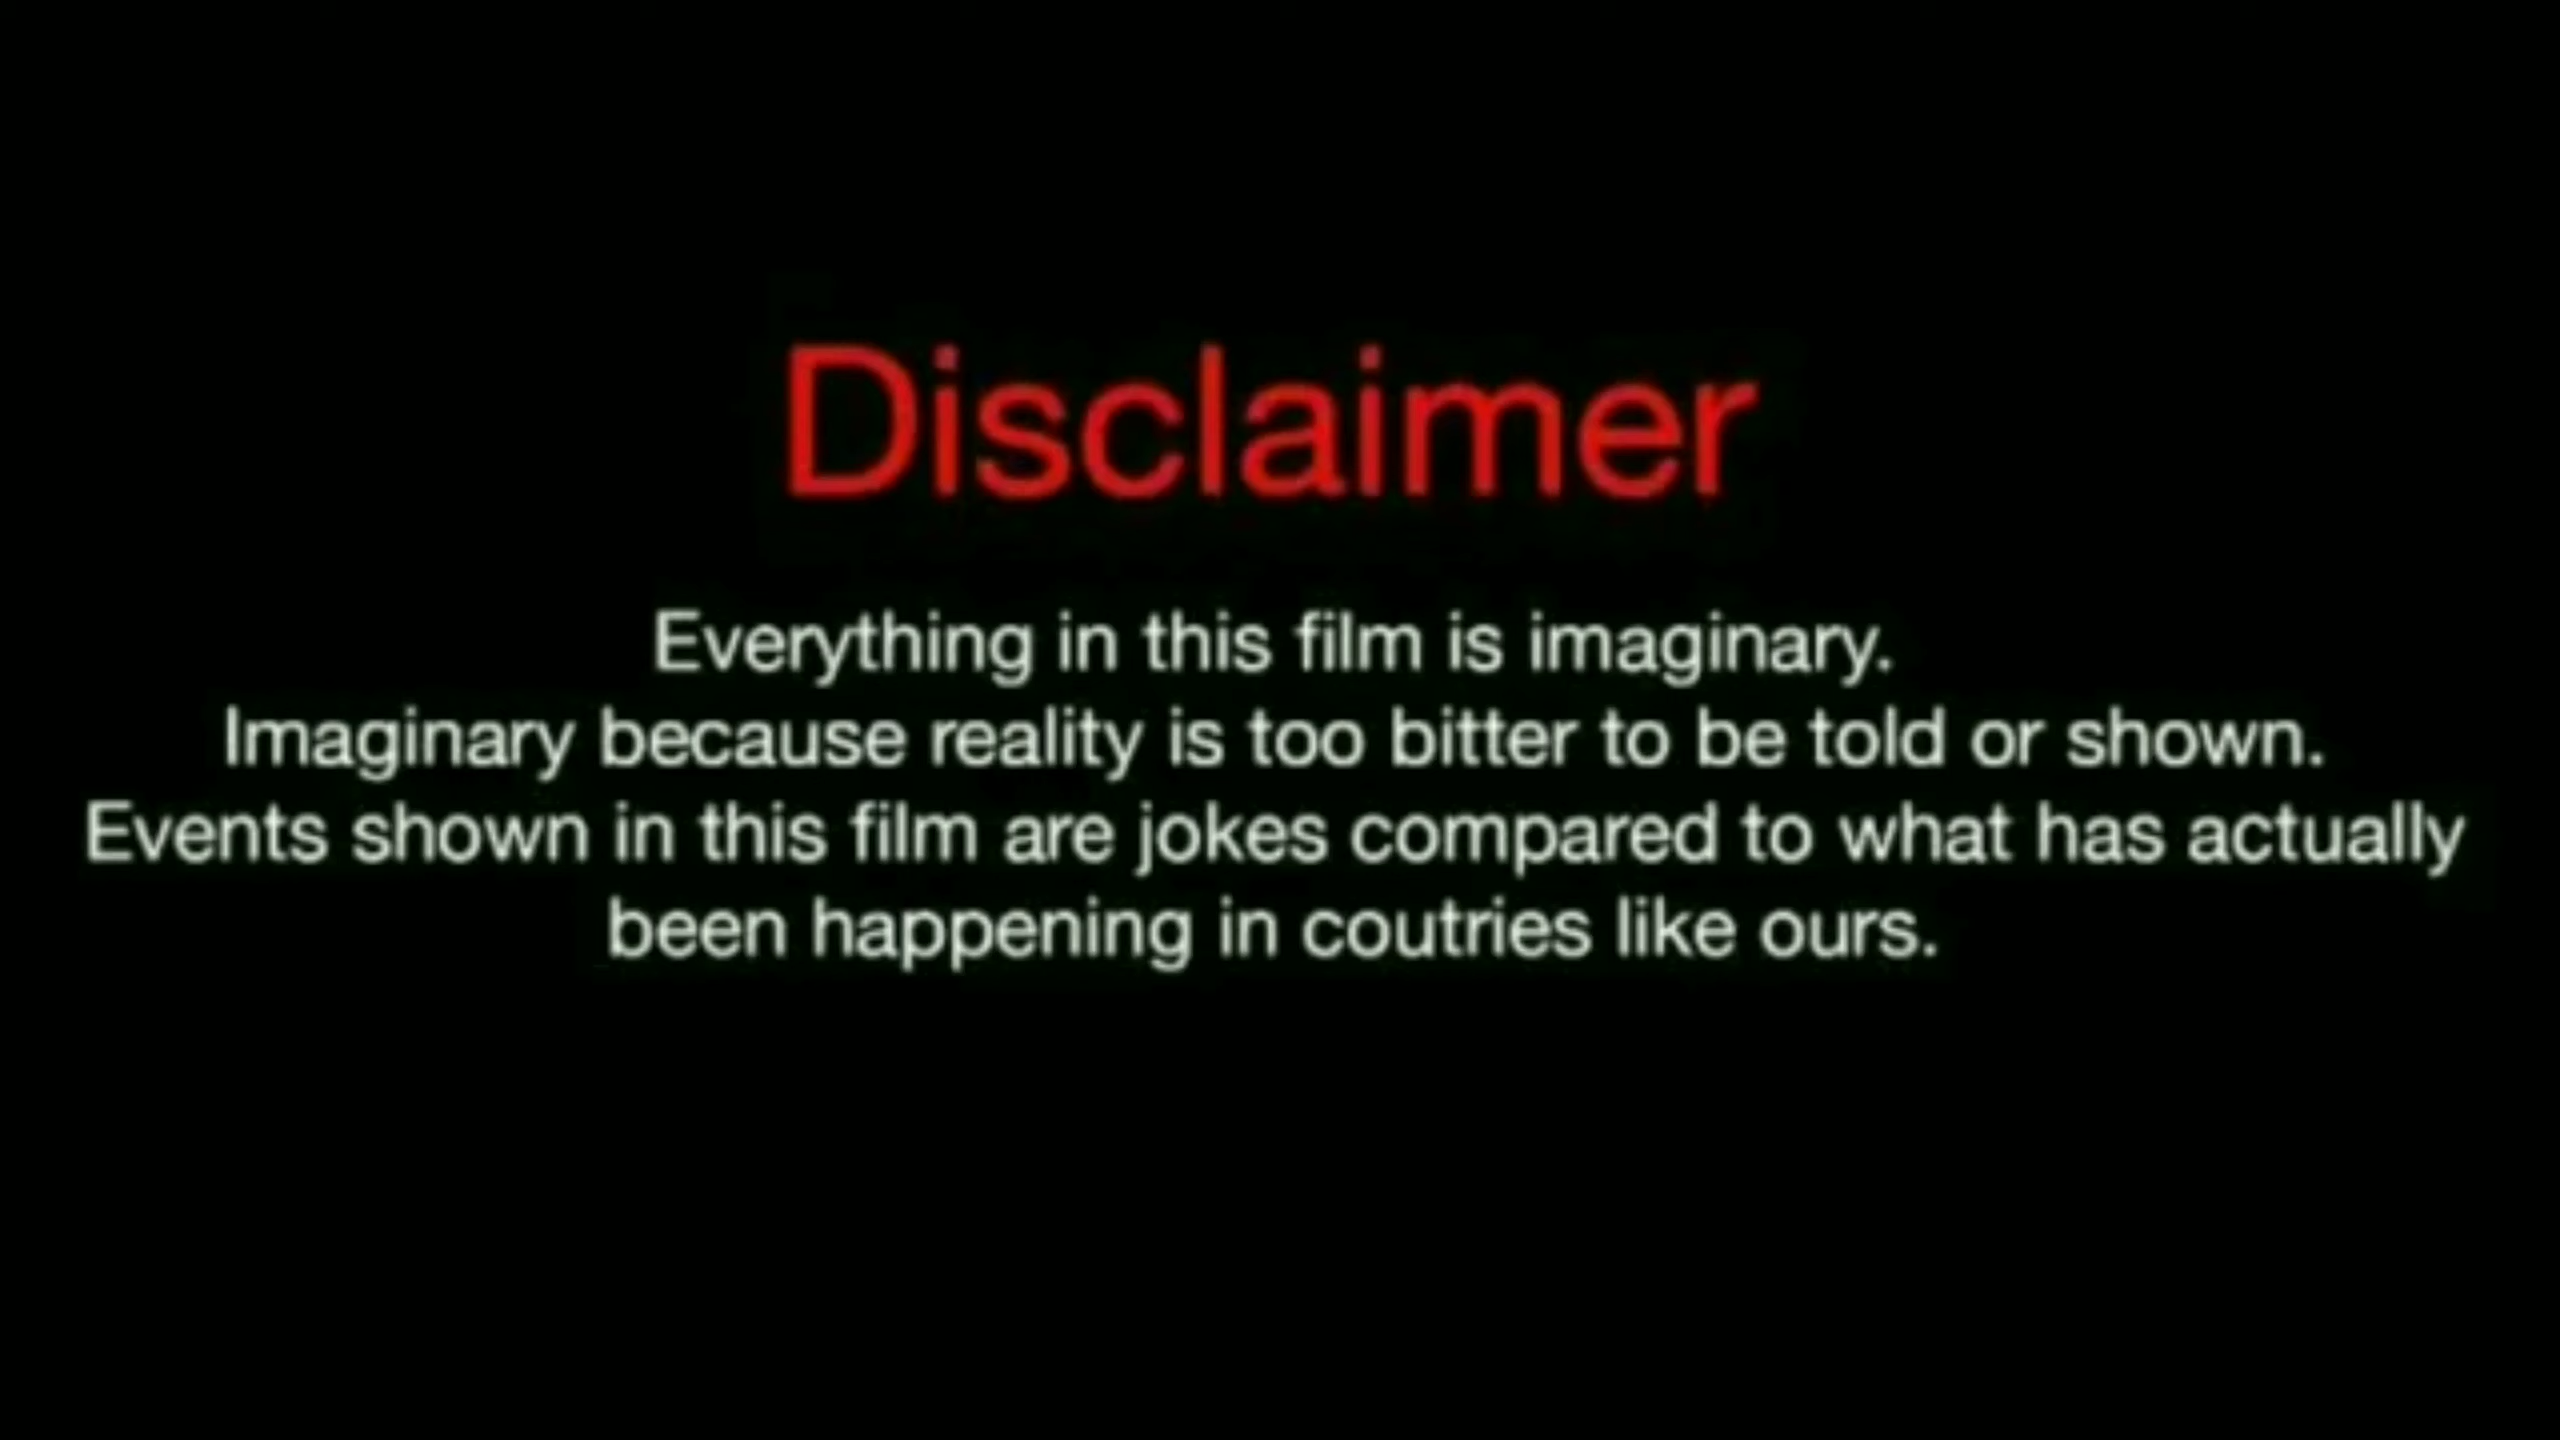 Disclaimer
Everything in this film is imaginary.
Imaginary because reality is too bitter to be told or shown.
Events shown in this film are jokes compared to what has actually
been happening in coutries like ours.